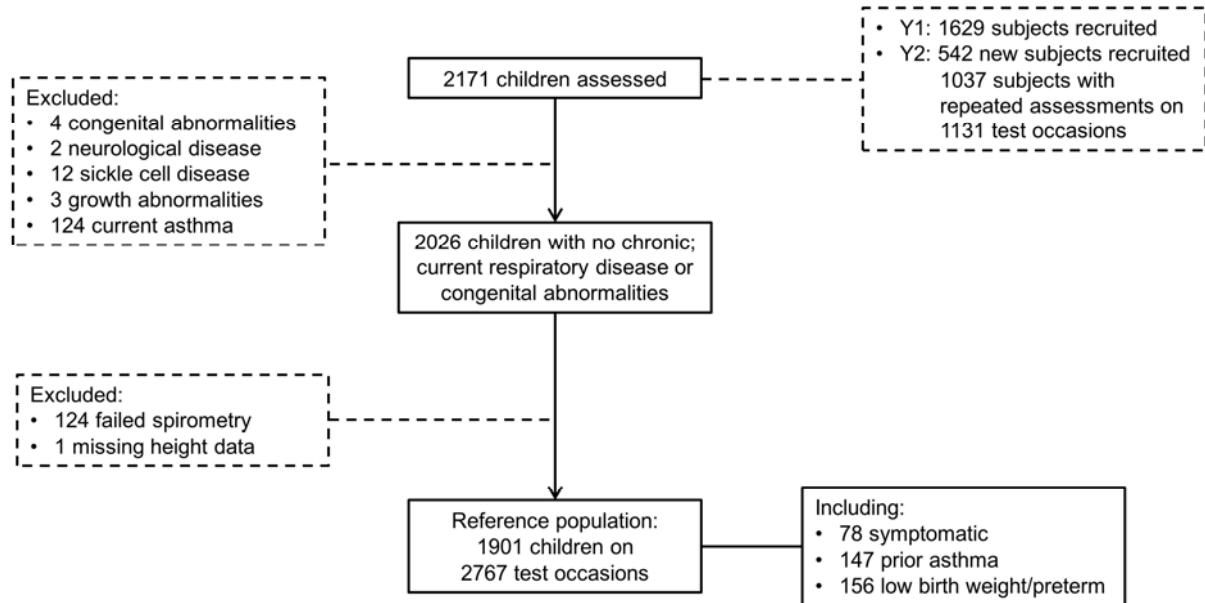 2171 children assessed
• Y1: 1629 subjects recruited
• Y2: 542 new subjects recruited
1037 subjects with
repeated assessments on
1131 test occasions
Excluded:
• 4 congenital abnormalities
• 2 neurological disease
• 12 sickle cell disease
• 3 growth abnormalities
• 124 current asthma
2026 children with no chronic;
current respiratory disease or
congenital abnormalities
Excluded:
• 124 failed spirometry
• 1 missing height data
Reference population:
1901 children on
2767 test occasions
Including:
• 78 symptomatic
• 147 prior asthma
• 156 low birth weight/preterm